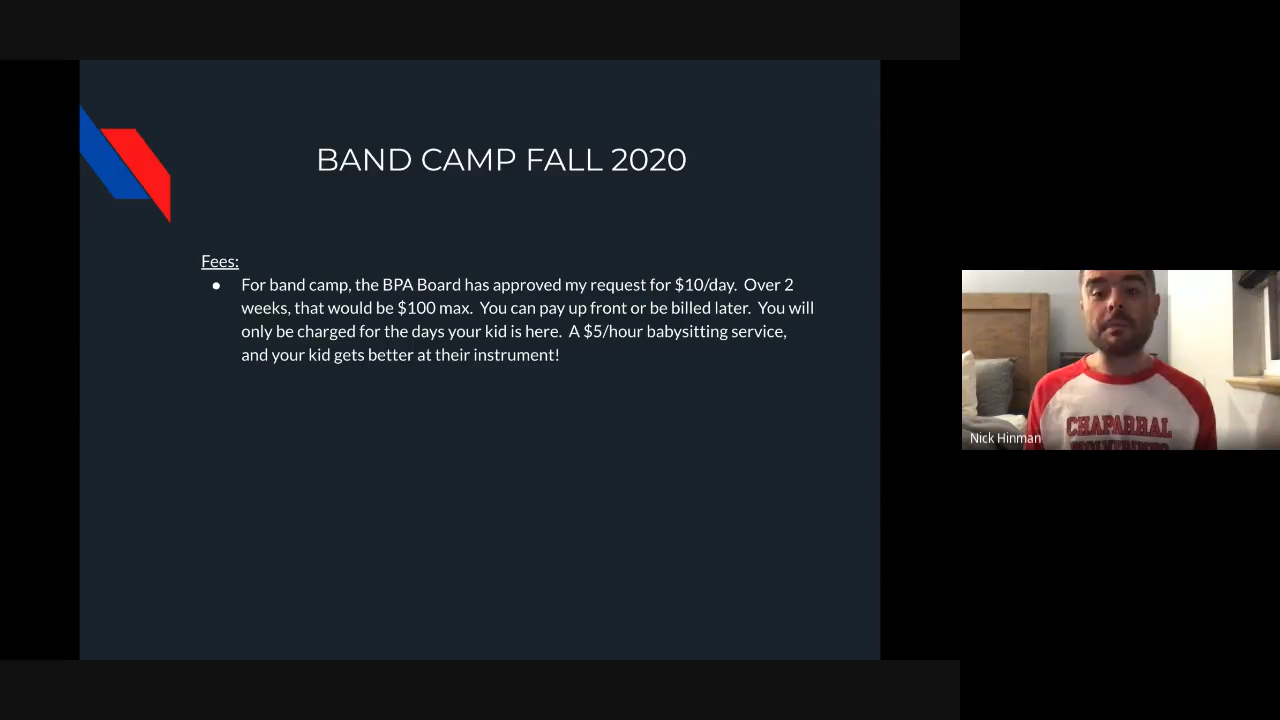 BAND CAMP FALL 2020
Fees:
● For band camp, the BPA Board has approved my request for $10/day.  Over 2
weeks, that would be $100 max.  You can pay up front or be billed later.  You will
only be charged for the days your kid is here.  A $5/hour babysitting service,
and your kid gets better at their instrument!
CHAPARRAL
WOLVERINES
Nick Hinman